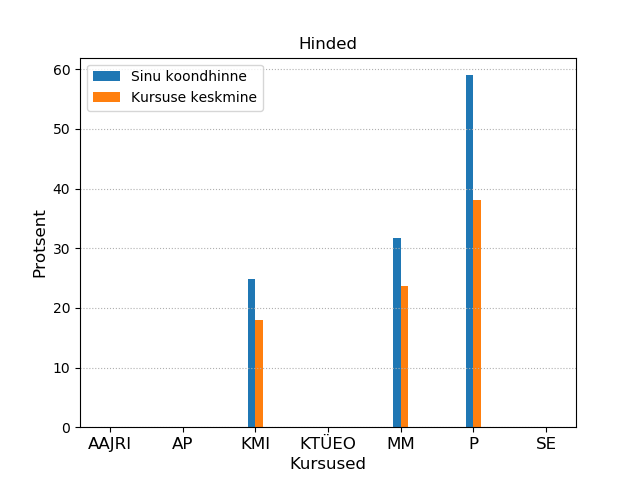 Hinded
Sinu koondhinne
Kursuse keskmine
60
50
40
30
20
10
0
Protsent
AAJRI AP KMI KTÜEO MM P SE
Kursused